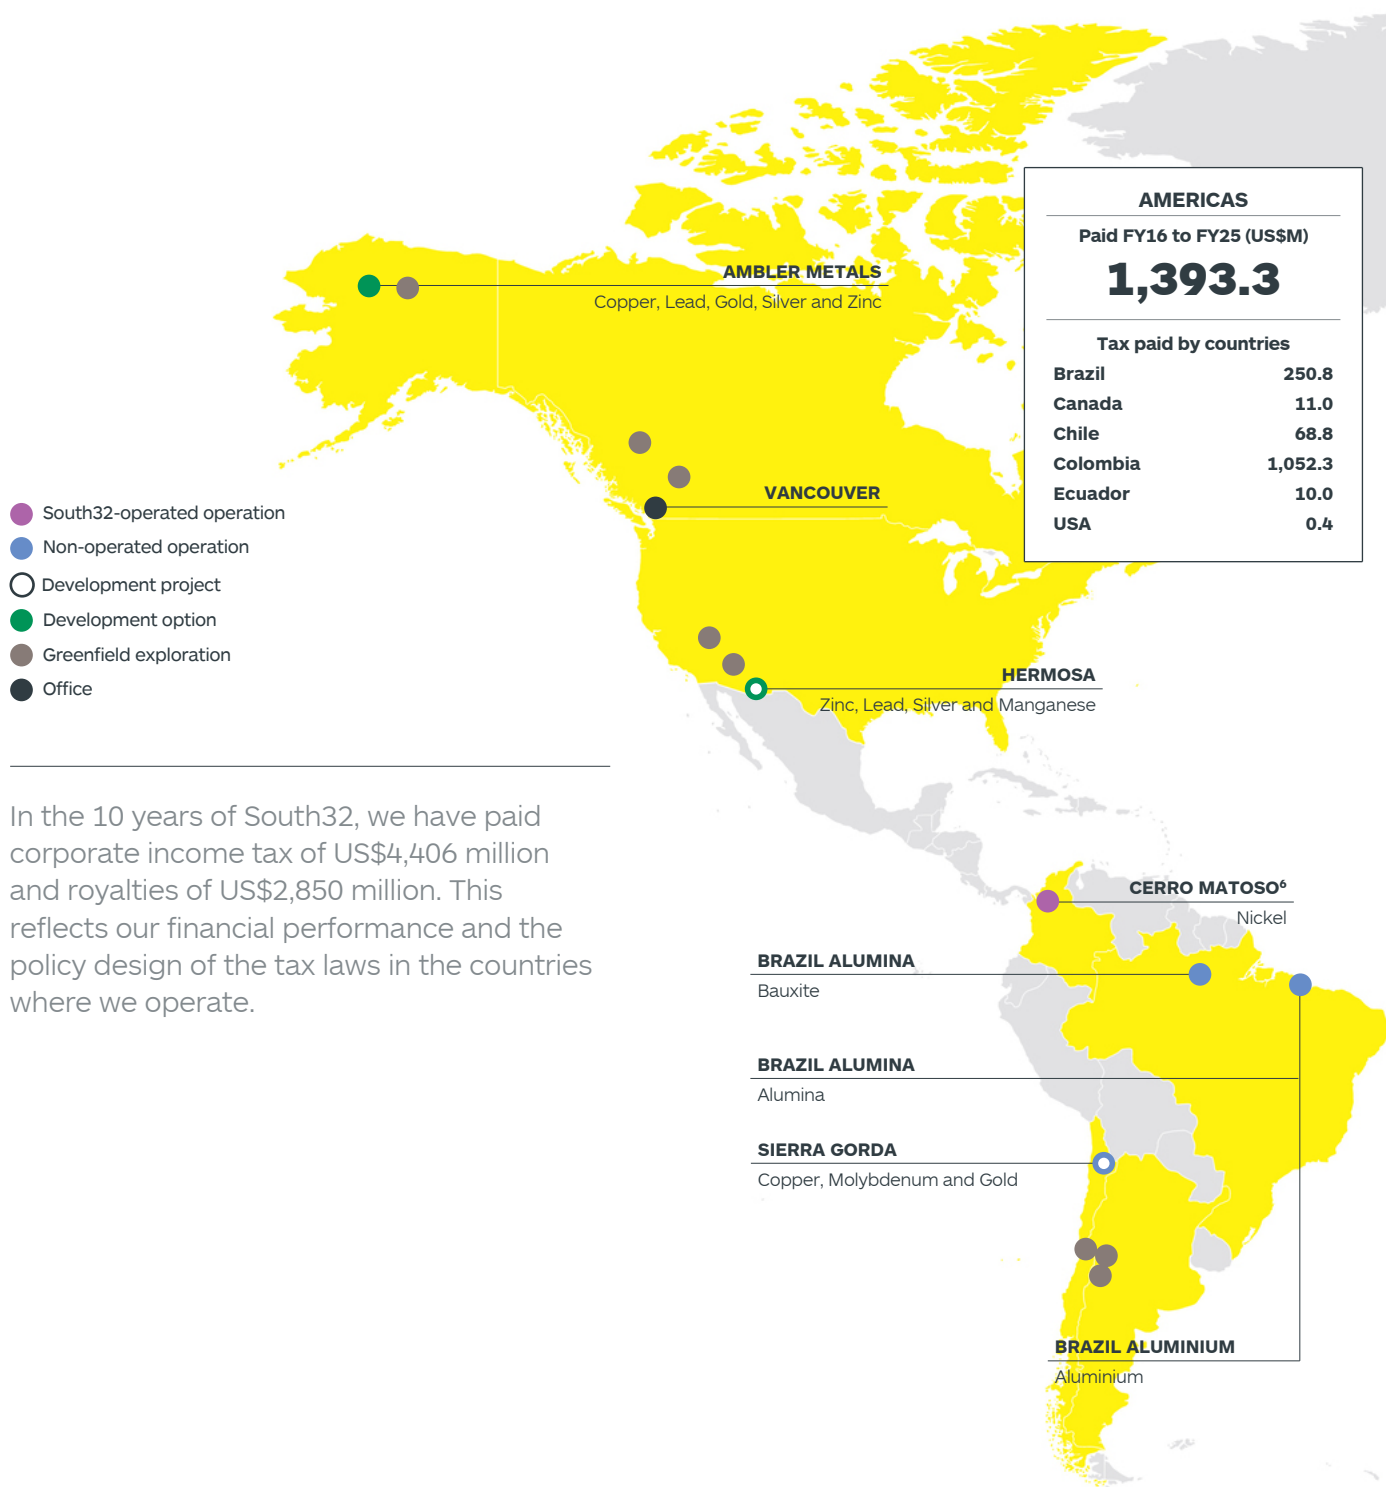 AMERICAS
Paid FY16 to FY25 (US$M)
1,393.3
Tax paid by countries
Brazil 250.8
Canada 11.0
Chile 68.8
Colombia 1,052.3
Ecuador 10.0
USA 0.4
AMBLER METALS
Copper, Lead, Gold, Silver and Zinc
VANCOUVER
South32-operated operation
Non-operated operation
Development project
Development option
Greenfield exploration
Office
HERMOSA
Zinc, Lead, Silver and Manganese
In the 10 years of South32, we have paid
corporate income tax of US$4,406 million
and royalties of US$2,850 million. This
reflects our financial performance and the
policy design of the tax laws in the countries
where we operate.
CERRO MATOSO⁶
Nickel
BRAZIL ALUMINA
Bauxite
BRAZIL ALUMINA
Alumina
SIERRA GORDA
Copper, Molybdenum and Gold
BRAZIL ALUMINIUM
Aluminium